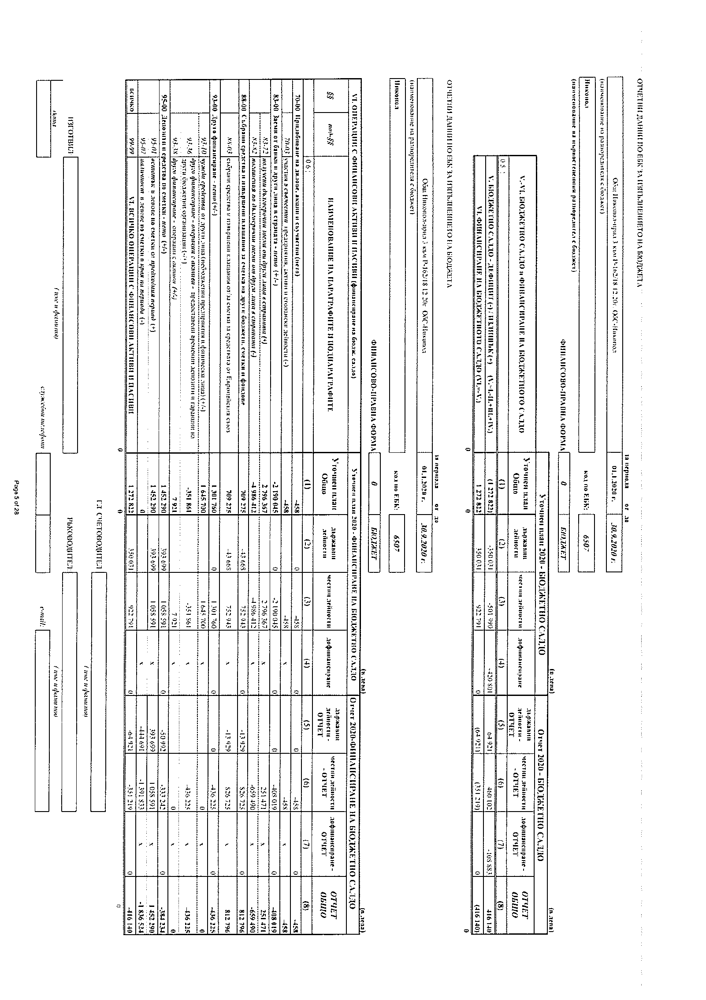 ОТЧЕТНИ ДАННИ ПО ЕБК ЗА ИЗПЪЛНЕНИЕТО НА БЮДЖЕТА
за периода от до
Общ Никопол-прил 3 към Р-162/18 12 20г ОбС-Никопол 01.1.2020 г. 30.9.2020 г.
(наименование на разпоредителя с бюджет)
Никопол код по ЕБК: 6507
(наименование на първостепенния разпоредител с бюджет)
ФИНАНСОВО-ПРАВНА ФОРМА 0 БЮДЖЕТ
(в лева) (в лева)
Уточнен план 2020 - БЮДЖЕТНО САЛДО Отчет 2020 - БЮДЖЕТНО САЛДО
V.-VI. БЮДЖЕТНО САЛДО и ФИНАНСИРАНЕ НА БЮДЖЕТНОТО САЛДО Уточнен план Общо държавни дейности местни дейности дофинансиране държавни дейности - ОТЧЕТ местни дейности - ОТЧЕТ дофинансиране - ОТЧЕТ ОТЧЕТ ОБЩО
0 5 (1) (2) (3) (4) (5) (6) (7) (8)
V. БЮДЖЕТНО САЛДО - ДЕФИЦИТ (-) / ИЗЛИШЪК (+) (V.=I.-II.+III.+IV.) (1 272 822) -350 031 -501 990 -420 801 64 921 460 102 -108 883 416 140
VI. ФИНАНСИРАНЕ НА БЮДЖЕТНОТО САЛДО (VI.=-V.) 1 272 822 350 031 922 791 0 (64 921) (351 219) 0 (416 140)
0 0 0
ОТЧЕТНИ ДАННИ ПО ЕБК ЗА ИЗПЪЛНЕНИЕТО НА БЮДЖЕТА
за периода от до
Общ Никопол-прил 3 към Р-162/18 12 20г ОбС-Никопол 01.1.2020 г. 30.9.2020 г.
(наименование на разпоредителя с бюджет)
Никопол код по ЕБК: 6507
ФИНАНСОВО-ПРАВНА ФОРМА 0 БЮДЖЕТ
(в лева) (в лева)
VI. ОПЕРАЦИИ С ФИНАНСОВИ АКТИВИ И ПАСИВИ (финансиране на бюдж. салдо) Уточнен план 2020 - ФИНАНСИРАНЕ НА БЮДЖЕТНО САЛДО Отчет 2020-ФИНАНСИРАНЕ НА БЮДЖЕТНО САЛДО
§§ под-§§ НАИМЕНОВАНИЕ НА ПАРАГРАФИТЕ И ПОДПАРАГРАФИТЕ Уточнен план Общо държавни дейности местни дейности дофинансиране държавни дейности - ОТЧЕТ местни дейности - ОТЧЕТ дофинансиране - ОТЧЕТ ОТЧЕТ ОБЩО
0 6 (1) (2) (3) (4) (5) (6) (7) (8)
70-00 Придобиване на дялове, акции и съучастия (нето) -458 0 -458 0 0 -458 0 -458
70-03 участия в съвместни предприятия, активи и стопански дейности (-) -458 -458 x -458 x -458
83-00 Заеми от банки и други лица в страната - нето (+/-) -2 190 045 0 -2 190 045 0 0 -408 019 0 -408 019
83-72 получени дългосрочни заеми от други лица в страната (+) 2 796 367 2 796 367 x 251 471 x 251 471
83-82 погашения по дългосрочни заеми от други лица в страната (-) -4 986 412 -4 986 412 x -659 490 x -659 490
88-00 Събрани средства и извършени плащания за сметка на други бюджети, сметки и фондове 709 275 -43 668 752 943 0 -13 929 826 725 0 812 796
88-03 събрани средства и извършени плащания от/за сметки за средствата от Европейския съюз 709 275 -43 668 752 943 x -13 929 826 725 x 812 796
93-00 Друго финансиране - нето (+/-) 1 301 760 0 1 301 760 0 0 -436 225 0 -436 225
93-10 чужди средства от други лица (небюджетни предприятия и физически лица) (+/-) 1 645 700 1 645 700 x 0 x 0
93-36 друго финансиране - операции с активи - предоставени временни депозити и гаранции на други бюджетни организации (-/+) -351 861 -351 861 x -436 225 x -436 225
93-38 друго финансиране - операции с активи (+/-) 7 921 7 921 x 0 x 0
95-00 Депозити и средства по сметки - нето (+/-) 1 452 290 393 699 1 058 591 0 -50 992 -333 242 0 -384 234
95-01 остатък в левове по сметки от предходния период (+) 1 452 290 393 699 1 058 591 x 393 699 1 058 591 x 1 452 290
95-07 наличност в левове по сметки в края на периода (-) 0 x -444 691 -1 391 833 x -1 836 524
всичко 99-99 VI. ВСИЧКО ОПЕРАЦИИ С ФИНАНСОВИ АКТИВИ И ПАСИВИ 1 272 822 350 031 922 791 0 -64 921 -351 219 0 -416 140
0 0 0
ГЛ СЧЕТОВОДИТЕЛ
(име и фамилия)
ИЗГОТВИЛ РЪКОВОДИТЕЛ:
дата (име и фамилия) (име и фамилия)
служебни телефони e-mail:
Page 5 of 28